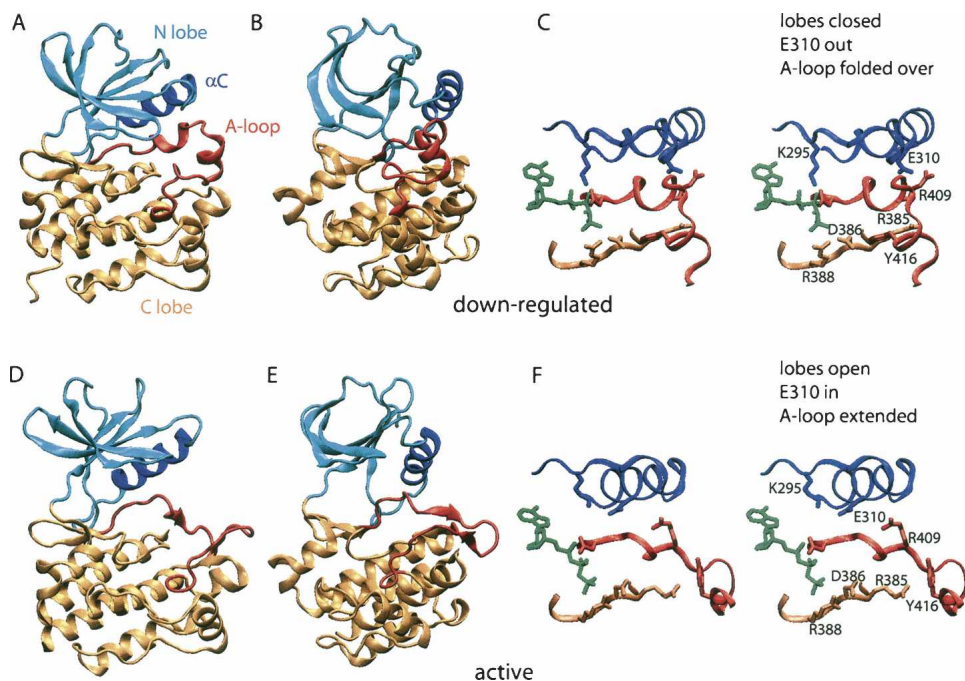 A
N lobe
αC
A-loop
C lobe
B
C
lobes closed
E310 out
A-loop folded over
K295
E310
R409
R385
D386
Y416
R388
down-regulated
D
E
F
lobes open
E310 in
A-loop extended
K295
E310
R409
D386
R385
Y416
R388
active